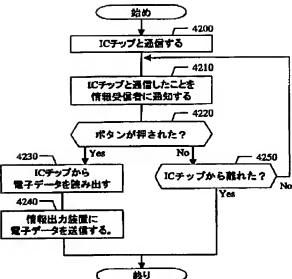 始め
4200
ICチップと通信する
4210
ICチップと通信したことを
情報受信者に通知する
4220
ボタンが押された？
4230
Yes
No
4250
ICチップから
電子データを読み出す
ICチップから離れた？
No
4240
Yes
情報出力装置に
電子データを送信する。
終り